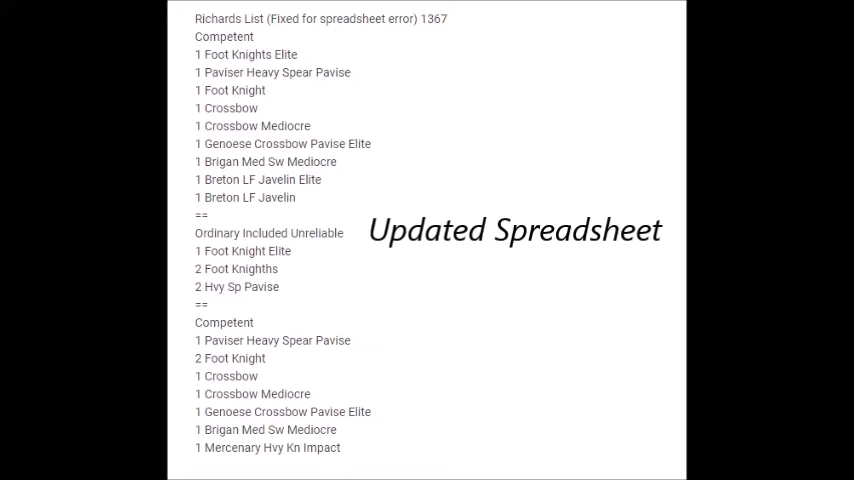 Richards List (Fixed for spreadsheet error) 1367
Competent
1 Foot Knights Elite
1 Paviser Heavy Spear Pavise
1 Foot Knight
1 Crossbow
1 Crossbow Mediocre
1 Genoese Crossbow Pavise Elite
1 Brigan Med Sw Mediocre
1 Breton LF Javelin Elite
1 Breton LF Javelin
==
Ordinary Included Unreliable
1 Foot Knight Elite
2 Foot Knighths
2 Hvy Sp Pavise
==
Competent
1 Paviser Heavy Spear Pavise
2 Foot Knight
1 Crossbow
1 Crossbow Mediocre
1 Genoese Crossbow Pavise Elite
1 Brigan Med Sw Mediocre
1 Mercenary Hvy Kn Impact
Updated Spreadsheet